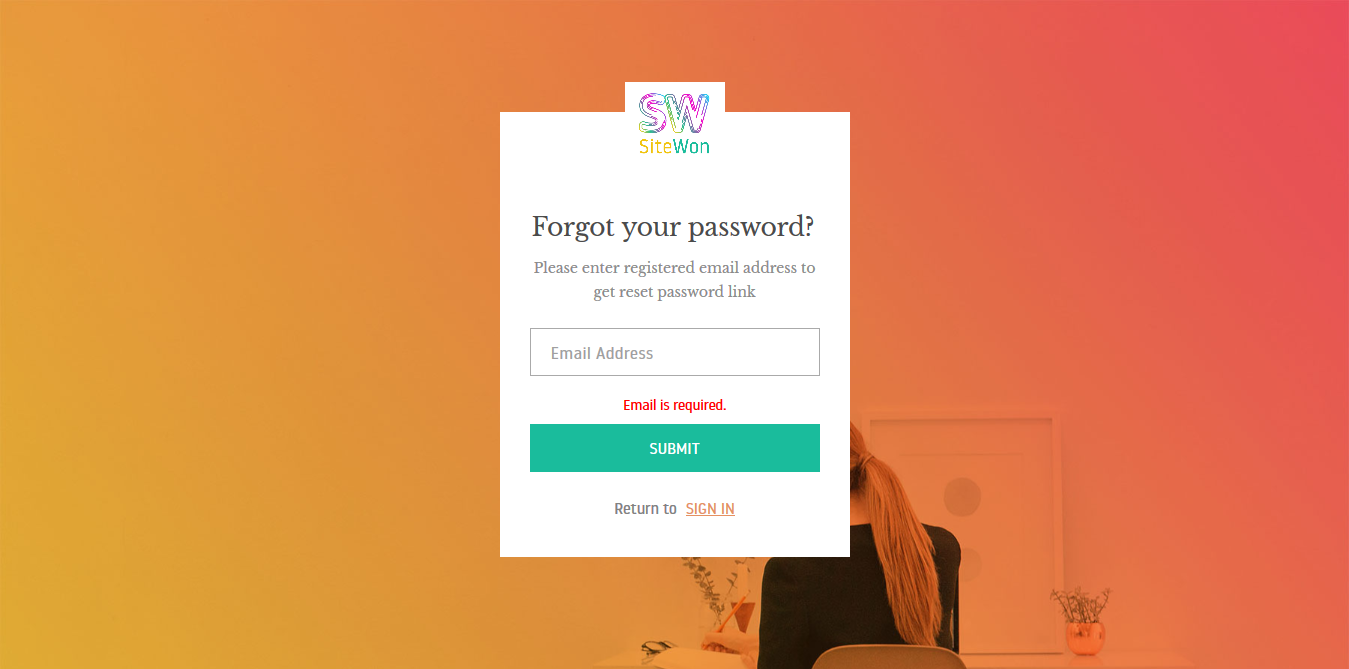 SW
SiteWon
Forgot your password?
Please enter registered email address to
get reset password link
Email Address
Email is required.
SUBMIT
Return to SIGN IN